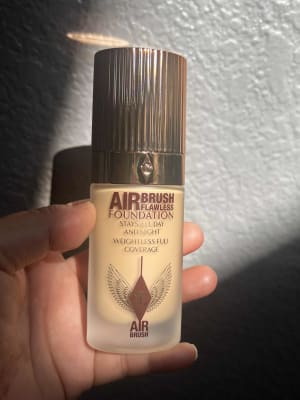 AIRBRUSH
FLAWLESS
FOUNDATION
STAYS ALL DAY
AND NIGHT
WEIGHTLESS FULL
COVERAGE
AIR
BRUSH